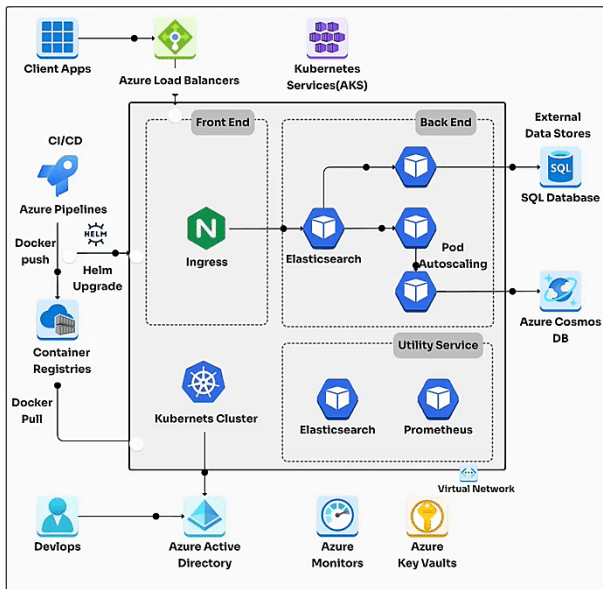 Client Apps
Azure Load Balancers
Kubernetes
Services(AKS)
Front End
Back End
External
Data Stores
CI/CD
Azure Pipelines
SQL Database
Docker
push
HELM
Helm
Upgrade
Ingress
Elasticsearch
Pod
Autoscaling
Azure Cosmos
DB
Container
Registries
Utility Service
Docker
Pull
Kubernets Cluster
Elasticsearch
Prometheus
Virtual Network
Devlops
Azure Active
Directory
Azure
Monitors
Azure
Key Vaults
SQL